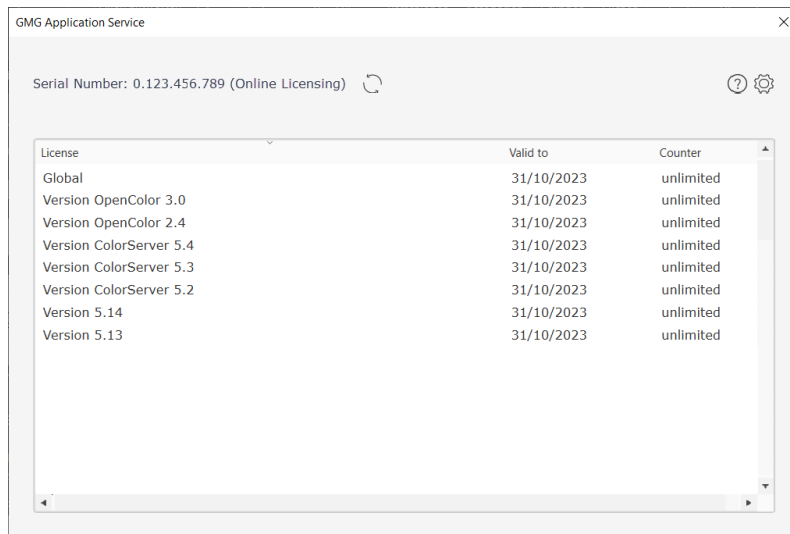 GMG Application Service
Serial Number: 0.123.456.789 (Online Licensing)
License Valid to Counter
Global 31/10/2023 unlimited
Version OpenColor 3.0 31/10/2023 unlimited
Version OpenColor 2.4 31/10/2023 unlimited
Version ColorServer 5.4 31/10/2023 unlimited
Version ColorServer 5.3 31/10/2023 unlimited
Version ColorServer 5.2 31/10/2023 unlimited
Version 5.14 31/10/2023 unlimited
Version 5.13 31/10/2023 unlimited